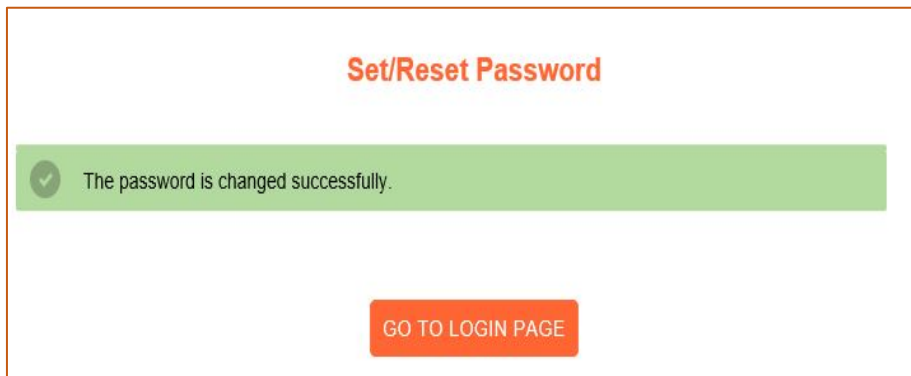 Set/Reset Password
The password is changed successfully.
GO TO LOGIN PAGE